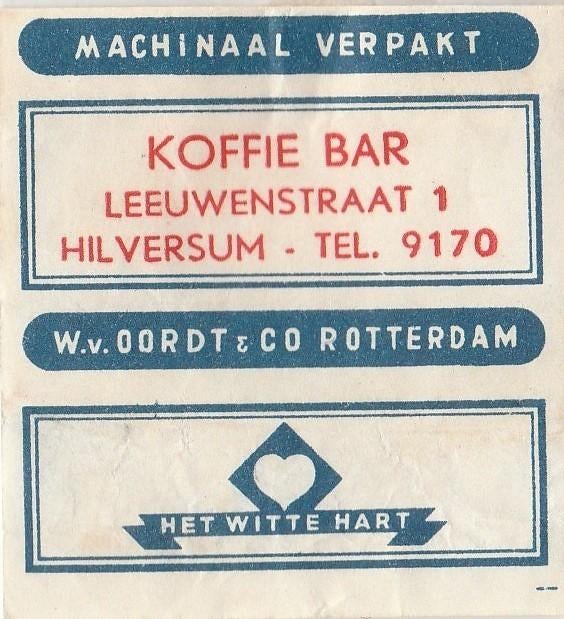 MACHiNAAL VERPAKT
KOFFIE BAR
LEEUWENSTRAAT 1
HILVERSUM - TEL. 9170
W.v. OORDT & CO ROTTERDAM
HET WITTE HART